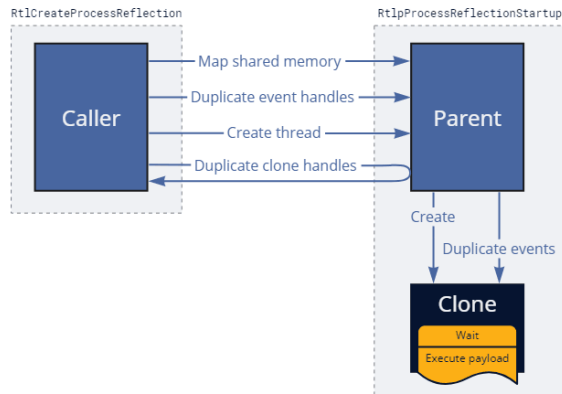 RtlCreateProcessReflection
RtlpProcessReflectionStartup
Caller
Map shared memory
Duplicate event handles
Create thread
Duplicate clone handles
Parent
Create
Duplicate events
Clone
Wait
Execute payload